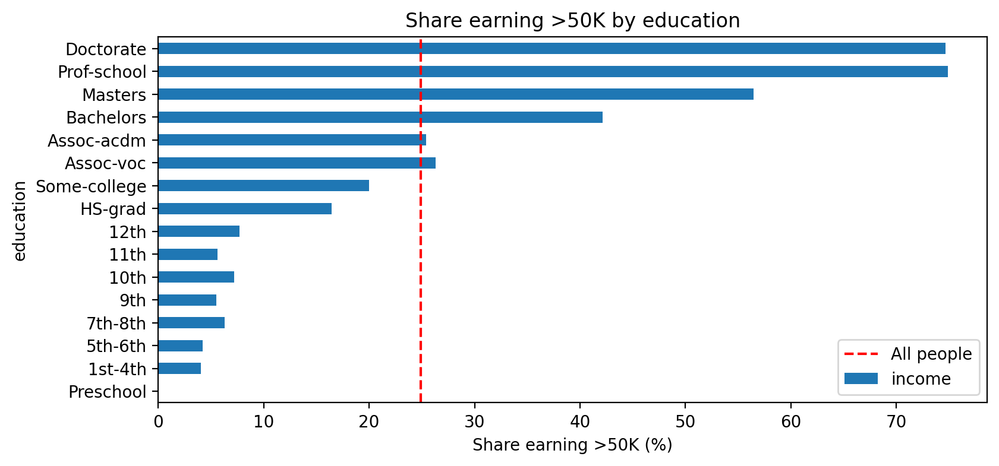 Share earning >50K by education
education
Doctorate
Prof-school
Masters
Bachelors
Assoc-acdm
Assoc-voc
Some-college
HS-grad
12th
11th
10th
9th
7th-8th
5th-6th
1st-4th
Preschool
All people
income
0 10 20 30 40 50 60 70
Share earning >50K (%)